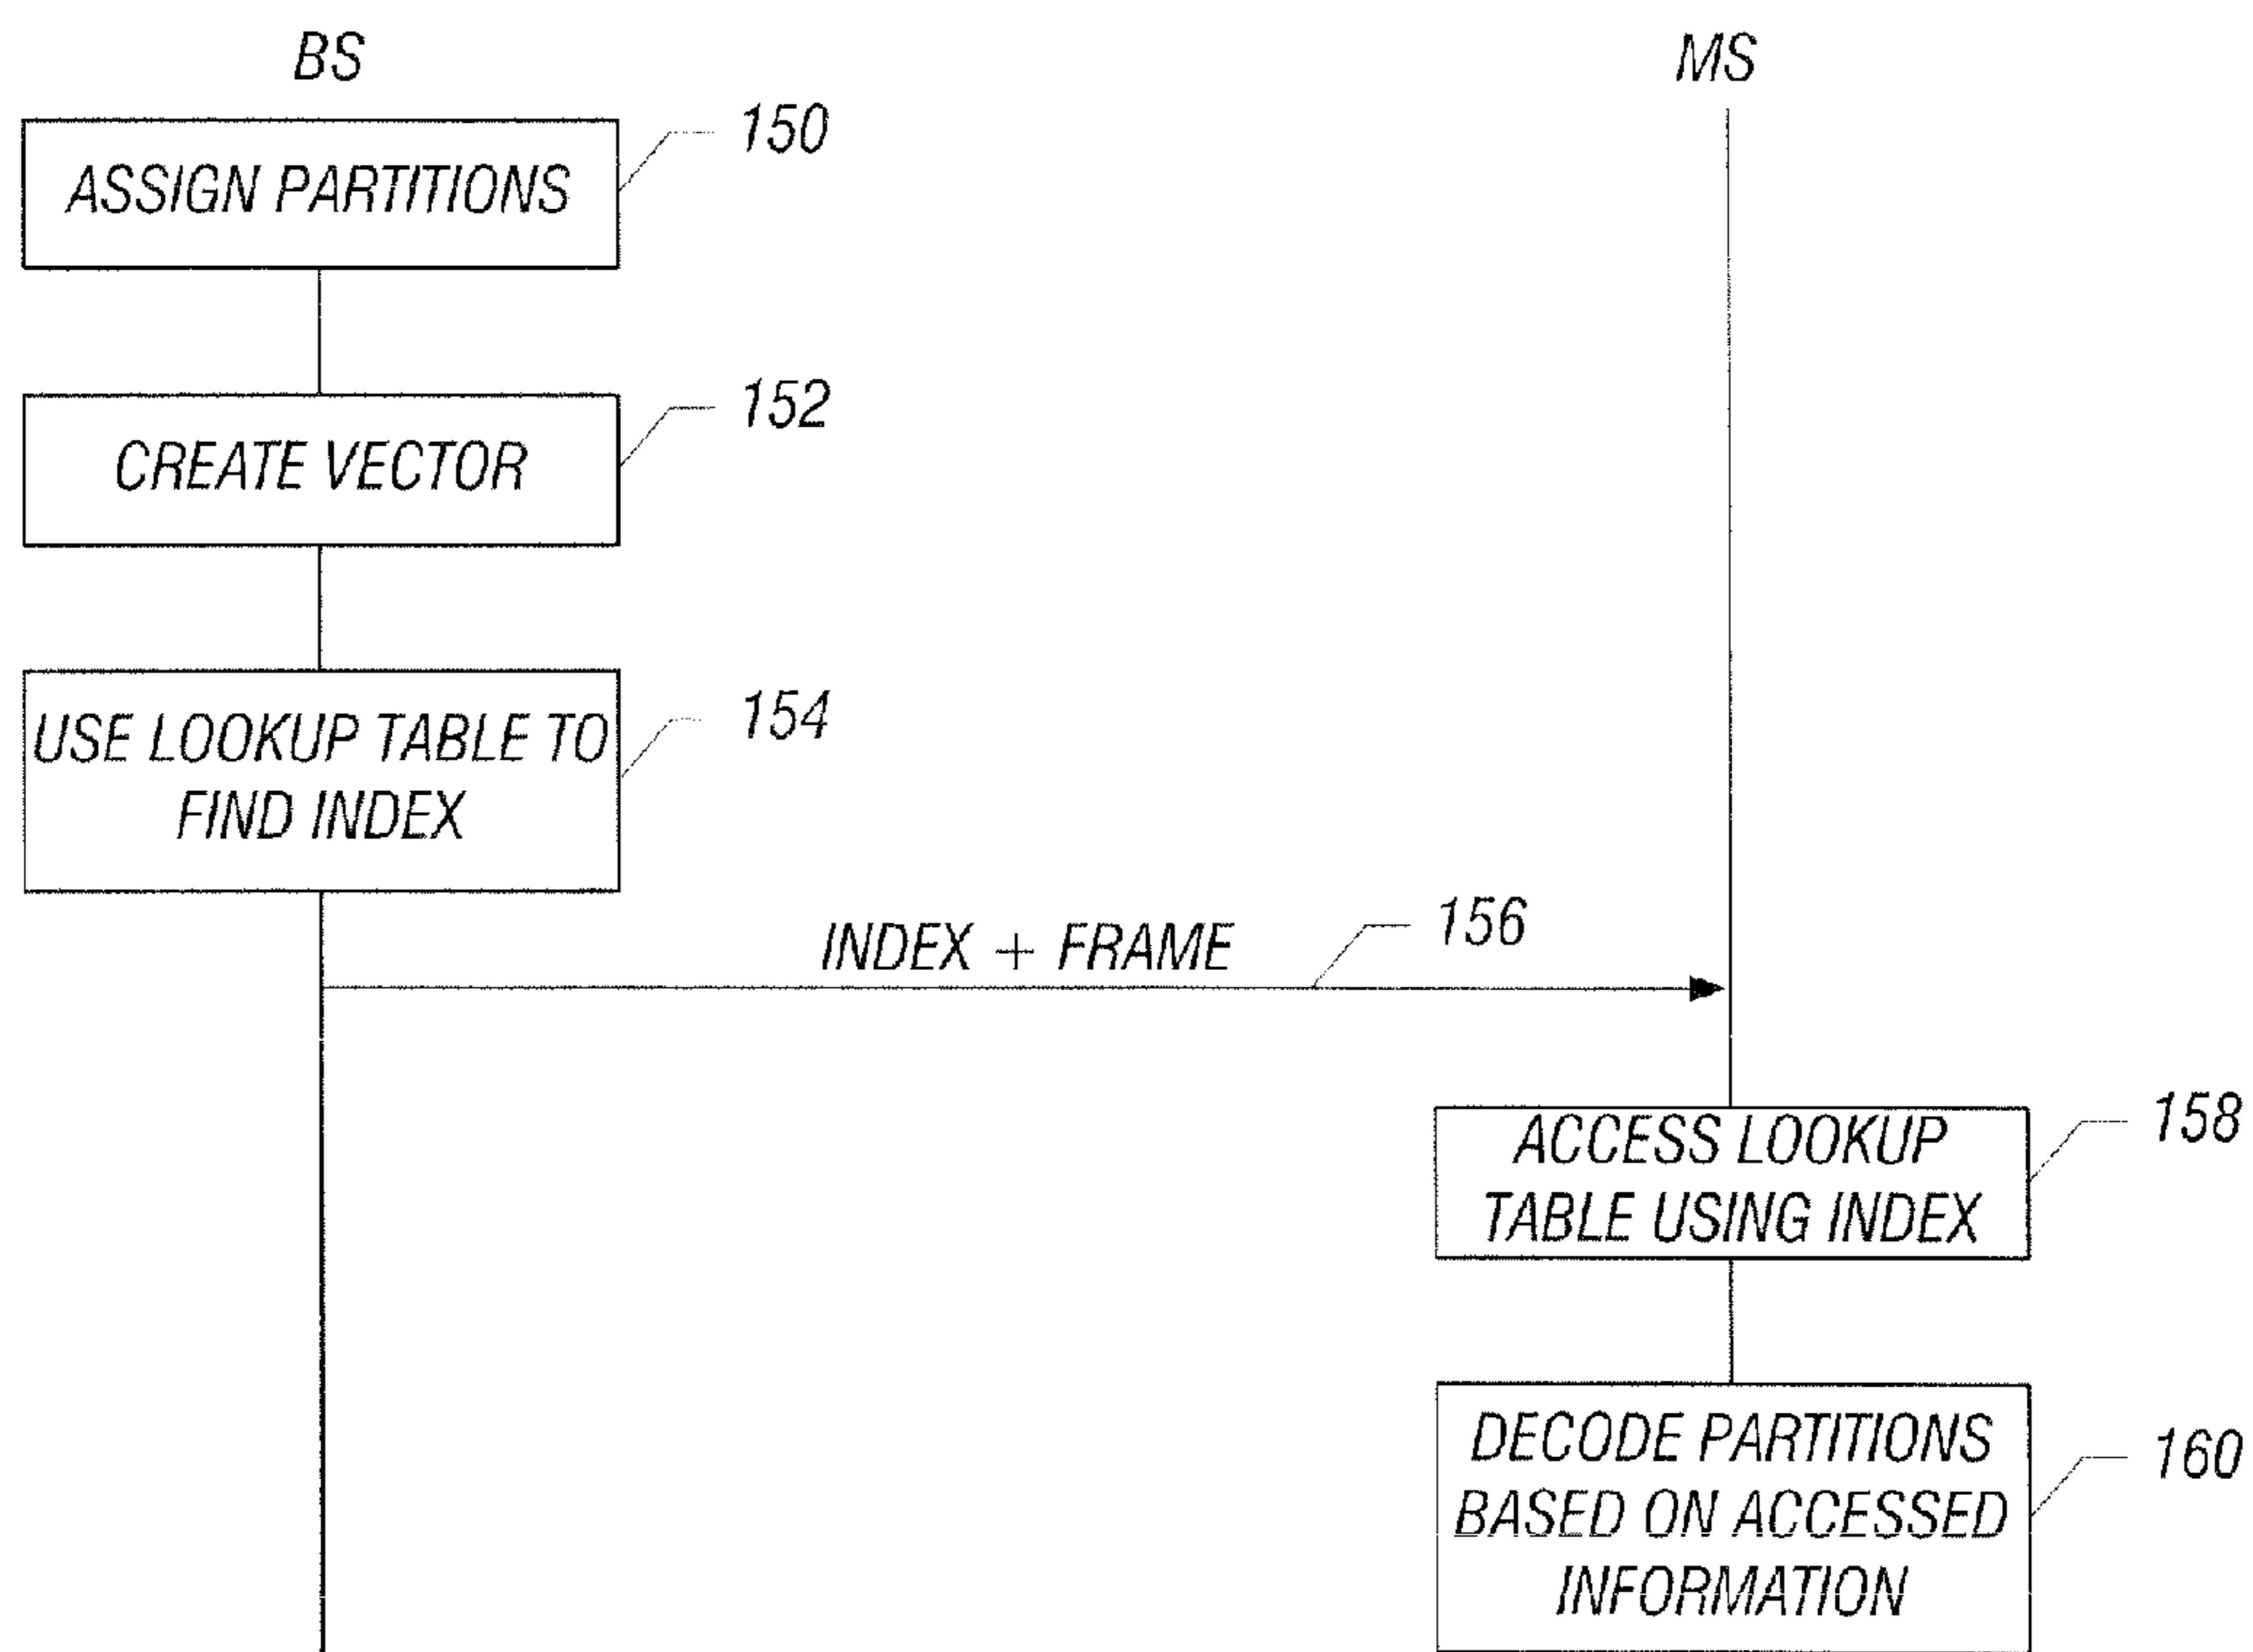 BS
MS
150
ASSIGN PARTITIONS
152
CREATE VECTOR
154
USE LOOKUP TABLE TO
FIND INDEX
INDEX + FRAME
156
ACCESS LOOKUP
TABLE USING INDEX
158
DECODE PARTITIONS
BASED ON ACCESSED
INFORMATION
160